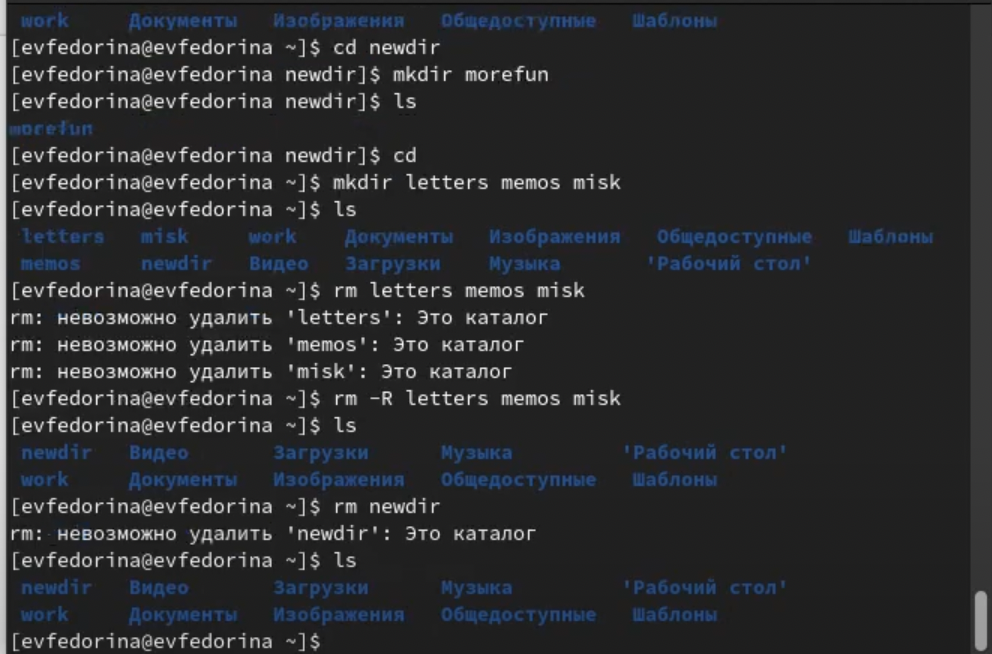 work Документы Изображения Общедоступные Шаблоны
[evfedorina@evfedorina ~]$ cd newdir
[evfedorina@evfedorina newdir]$ mkdir morefun
[evfedorina@evfedorina newdir]$ ls
morefun
[evfedorina@evfedorina newdir]$ cd
[evfedorina@evfedorina ~]$ mkdir letters memos misk
[evfedorina@evfedorina ~]$ ls
letters misk work Документы Изображения Общедоступные Шаблоны
memos newdir Видео Загрузки Музыка 'Рабочий стол'
[evfedorina@evfedorina ~]$ rm letters memos misk
rm: невозможно удалить 'letters': Это каталог
rm: невозможно удалить 'memos': Это каталог
rm: невозможно удалить 'misk': Это каталог
[evfedorina@evfedorina ~]$ rm -R letters memos misk
[evfedorina@evfedorina ~]$ ls
newdir Видео Загрузки Музыка 'Рабочий стол'
work Документы Изображения Общедоступные Шаблоны
[evfedorina@evfedorina ~]$ rm newdir
rm: невозможно удалить 'newdir': Это каталог
[evfedorina@evfedorina ~]$ ls
newdir Видео Загрузки Музыка 'Рабочий стол'
work Документы Изображения Общедоступные Шаблоны
[evfedorina@evfedorina ~]$